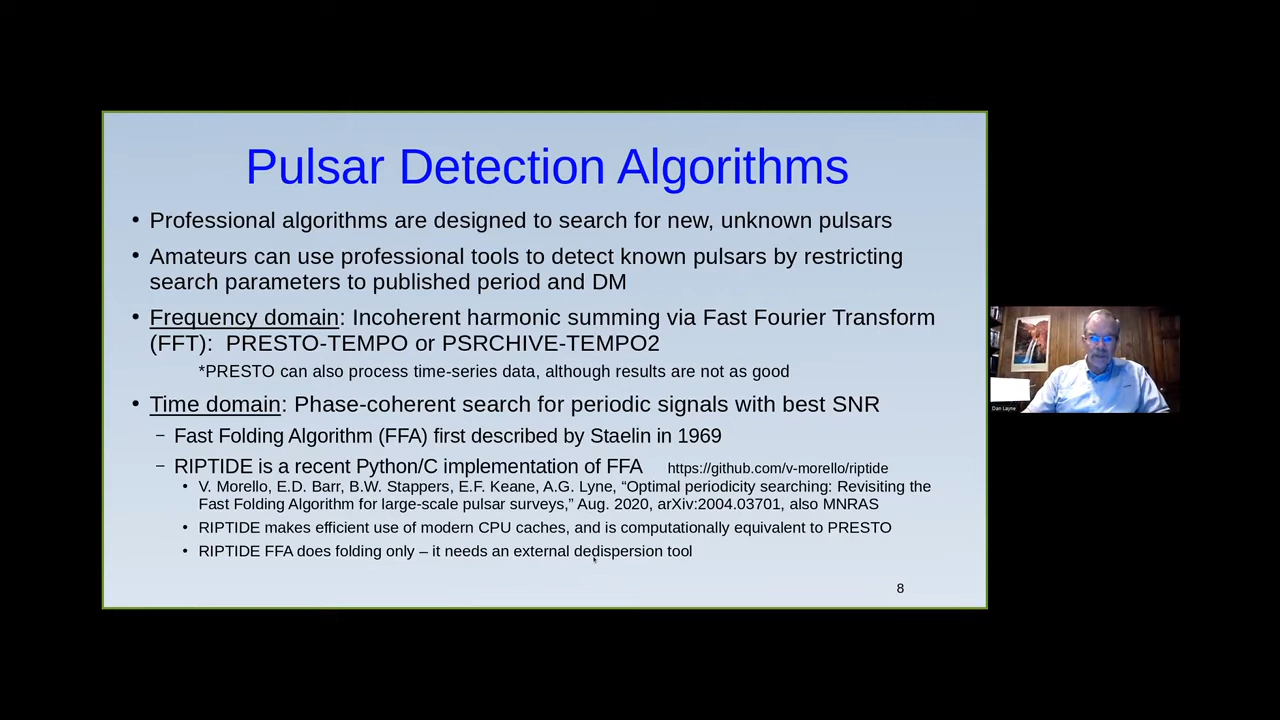 Pulsar Detection Algorithms
• Professional algorithms are designed to search for new, unknown pulsars
• Amateurs can use professional tools to detect known pulsars by restricting
search parameters to published period and DM
• Frequency domain: Incoherent harmonic summing via Fast Fourier Transform
(FFT):  PRESTO-TEMPO or PSRCHIVE-TEMPO2
*PRESTO can also process time-series data, although results are not as good
• Time domain: Phase-coherent search for periodic signals with best SNR
– Fast Folding Algorithm (FFA) first described by Staelin in 1969
– RIPTIDE is a recent Python/C implementation of FFA https://github.com/v-morello/riptide
• V. Morello, E.D. Barr, B.W. Stappers, E.F. Keane, A.G. Lyne, “Optimal periodicity searching: Revisiting the
Fast Folding Algorithm for large-scale pulsar surveys,” Aug. 2020, arXiv:2004.03701, also MNRAS
• RIPTIDE makes efficient use of modern CPU caches, and is computationally equivalent to PRESTO
• RIPTIDE FFA does folding only – it needs an external dedispersion tool
8
Dan Layne